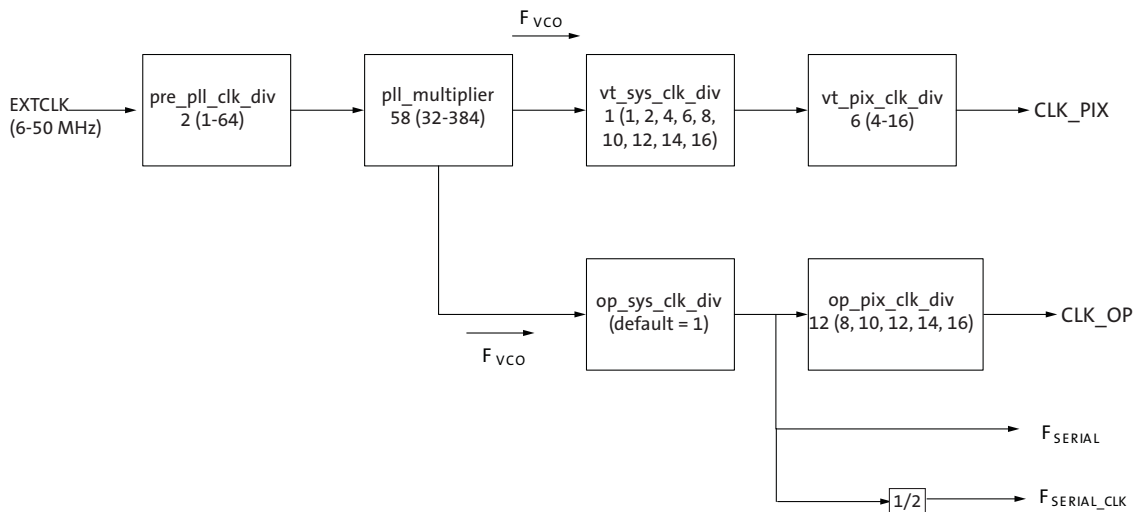 F VCO
EXTCLK
(6-50 MHz)
pre_pll_clk_div
2 (1-64)
pll_multiplier
58 (32-384)
vt_sys_clk_div
1 (1, 2, 4, 6, 8,
10, 12, 14, 16)
vt_pix_clk_div
6 (4-16)
CLK_PIX
op_sys_clk_div
(default = 1)
op_pix_clk_div
12 (8, 10, 12, 14, 16)
CLK_OP
F VCO
FSERIAL
1/2
FSERIAL_CLK